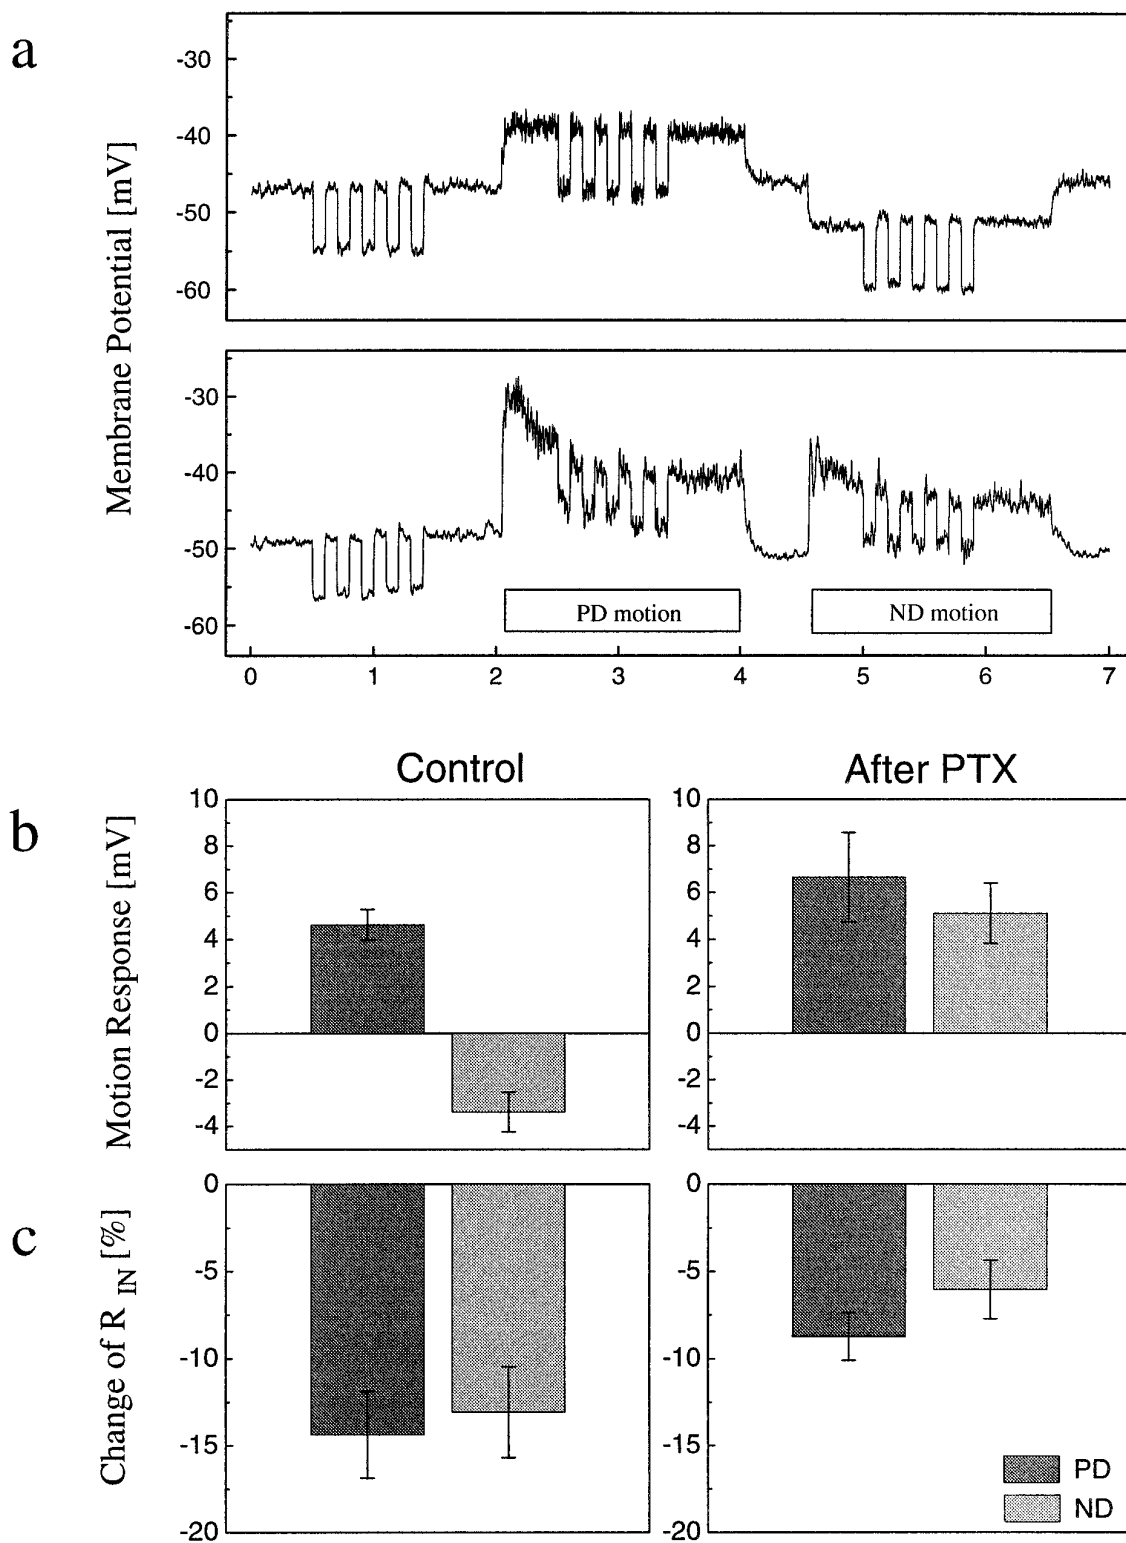 a
Membrane Potential [mV]
-30
-40
-50
-60
-30
-40
-50
-60
PD motion
ND motion
0 1 2 3 4 5 6 7
Control
After PTX
b
Motion Response [mV]
10
8
6
4
2
0
-2
-4
10
8
6
4
2
0
-2
-4
c
Change of R IN [%]
0
-5
-10
-15
-20
0
-5
-10
-15
-20
PD
ND